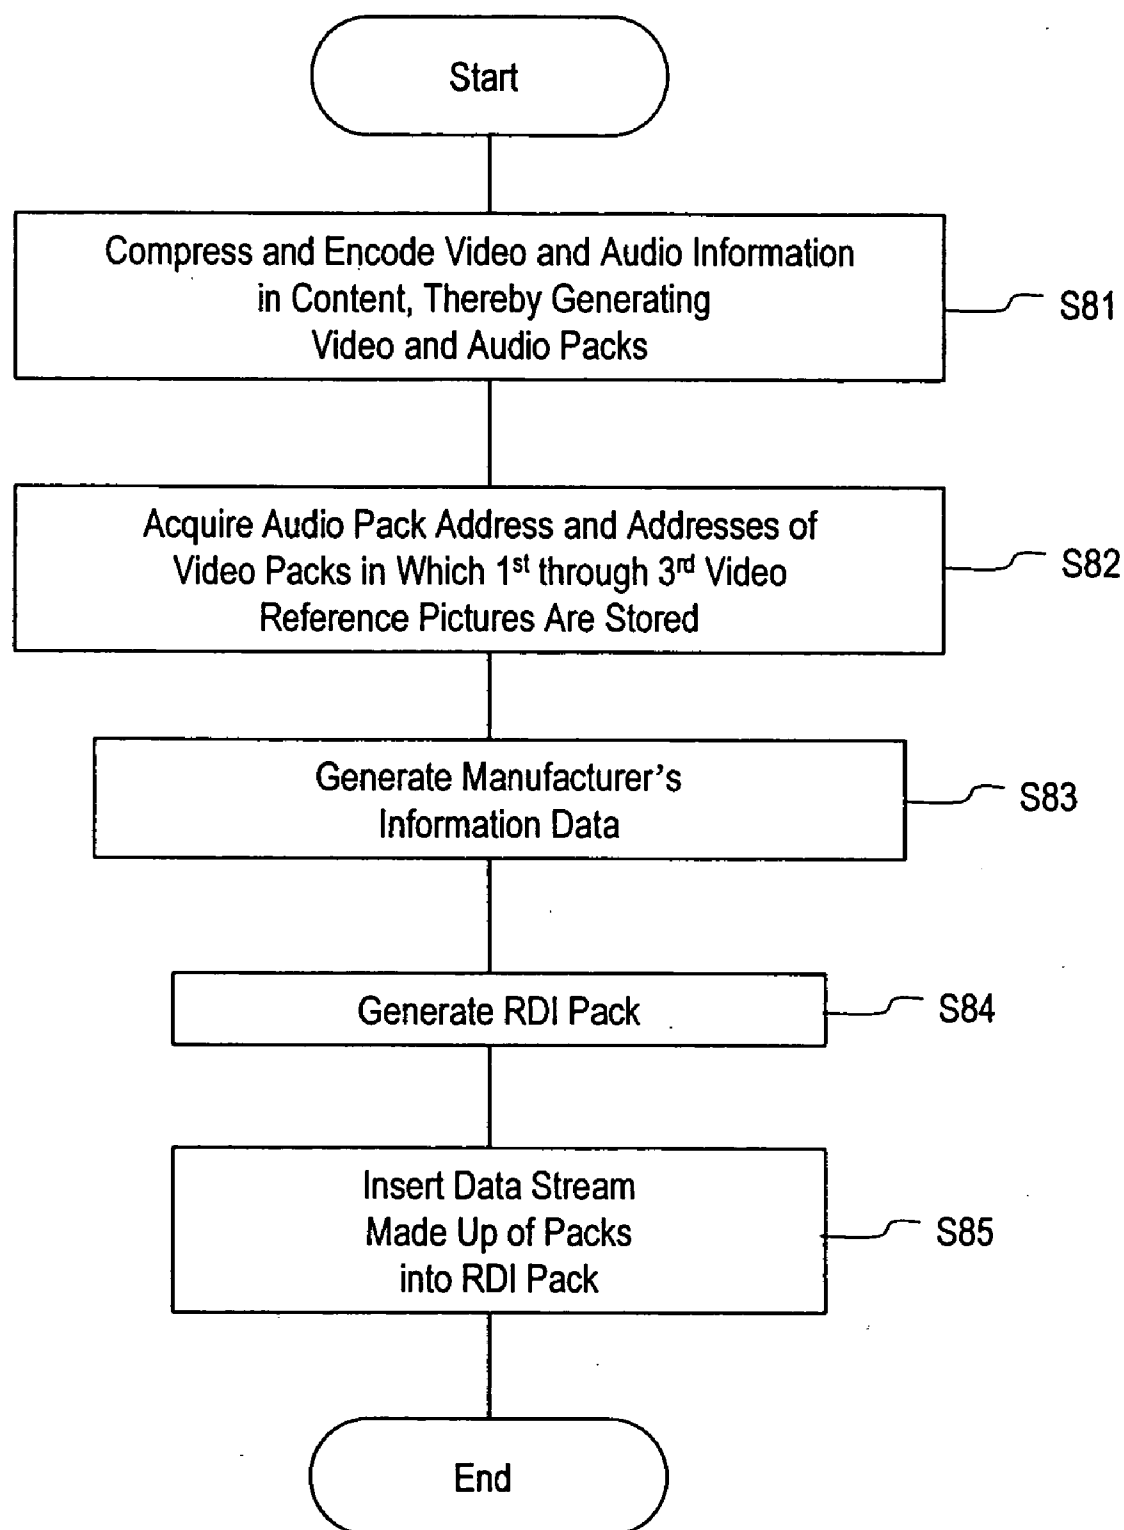 Start
Compress and Encode Video and Audio Information
in Content, Thereby Generating
Video and Audio Packs
S81
Acquire Audio Pack Address and Addresses of
Video Packs in Which 1st through 3rd Video
Reference Pictures Are Stored
S82
Generate Manufacturer's
Information Data
S83
Generate RDI Pack
S84
Insert Data Stream
Made Up of Packs
into RDI Pack
S85
End